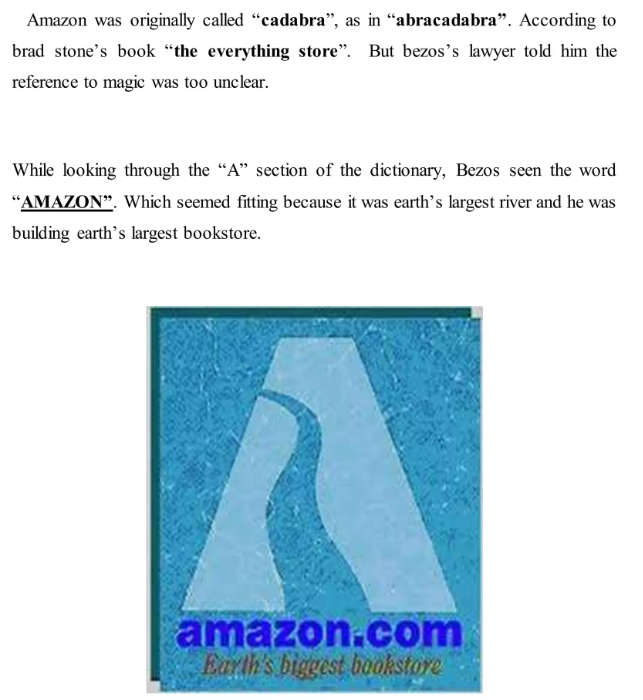 Amazon was originally called “cadabra”, as in “abracadabra”. According to
brad stone’s book “the everything store”. But bezos’s lawyer told him the
reference to magic was too unclear.
While looking through the “A” section of the dictionary, Bezos seen the word
“AMAZON”. Which seemed fitting because it was earth’s largest river and he was
building earth’s largest bookstore.
amazon.com
Earth's biggest bookstore